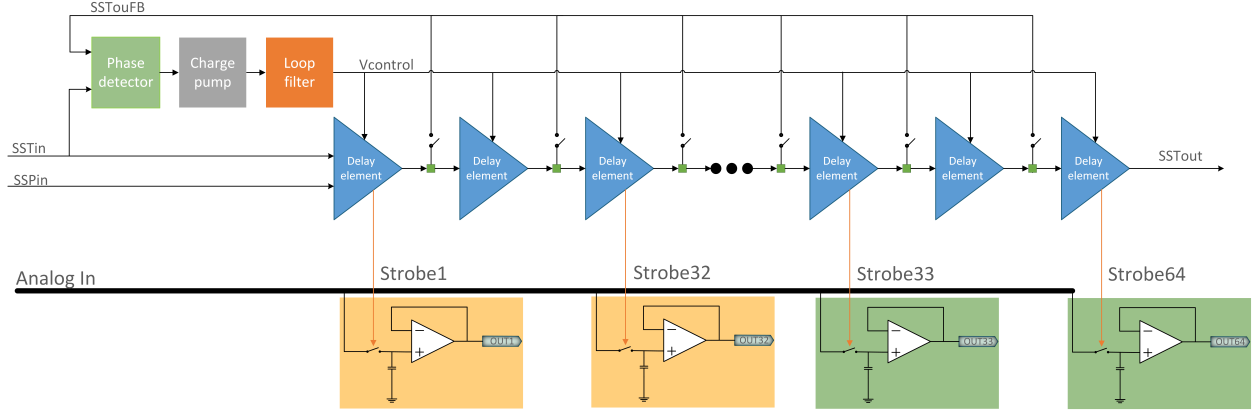 SSTouFB
Phase
detector
Charge
pump
Loop
filter
Vcontrol
SSTin
SSPin
Delay
element
Delay
element
Delay
element
Delay
element
Delay
element
Delay
element
SSTout
Analog In
Strobe1
Strobe32
Strobe33
Strobe64
OUT1
OUT32
OUT33
OUT64